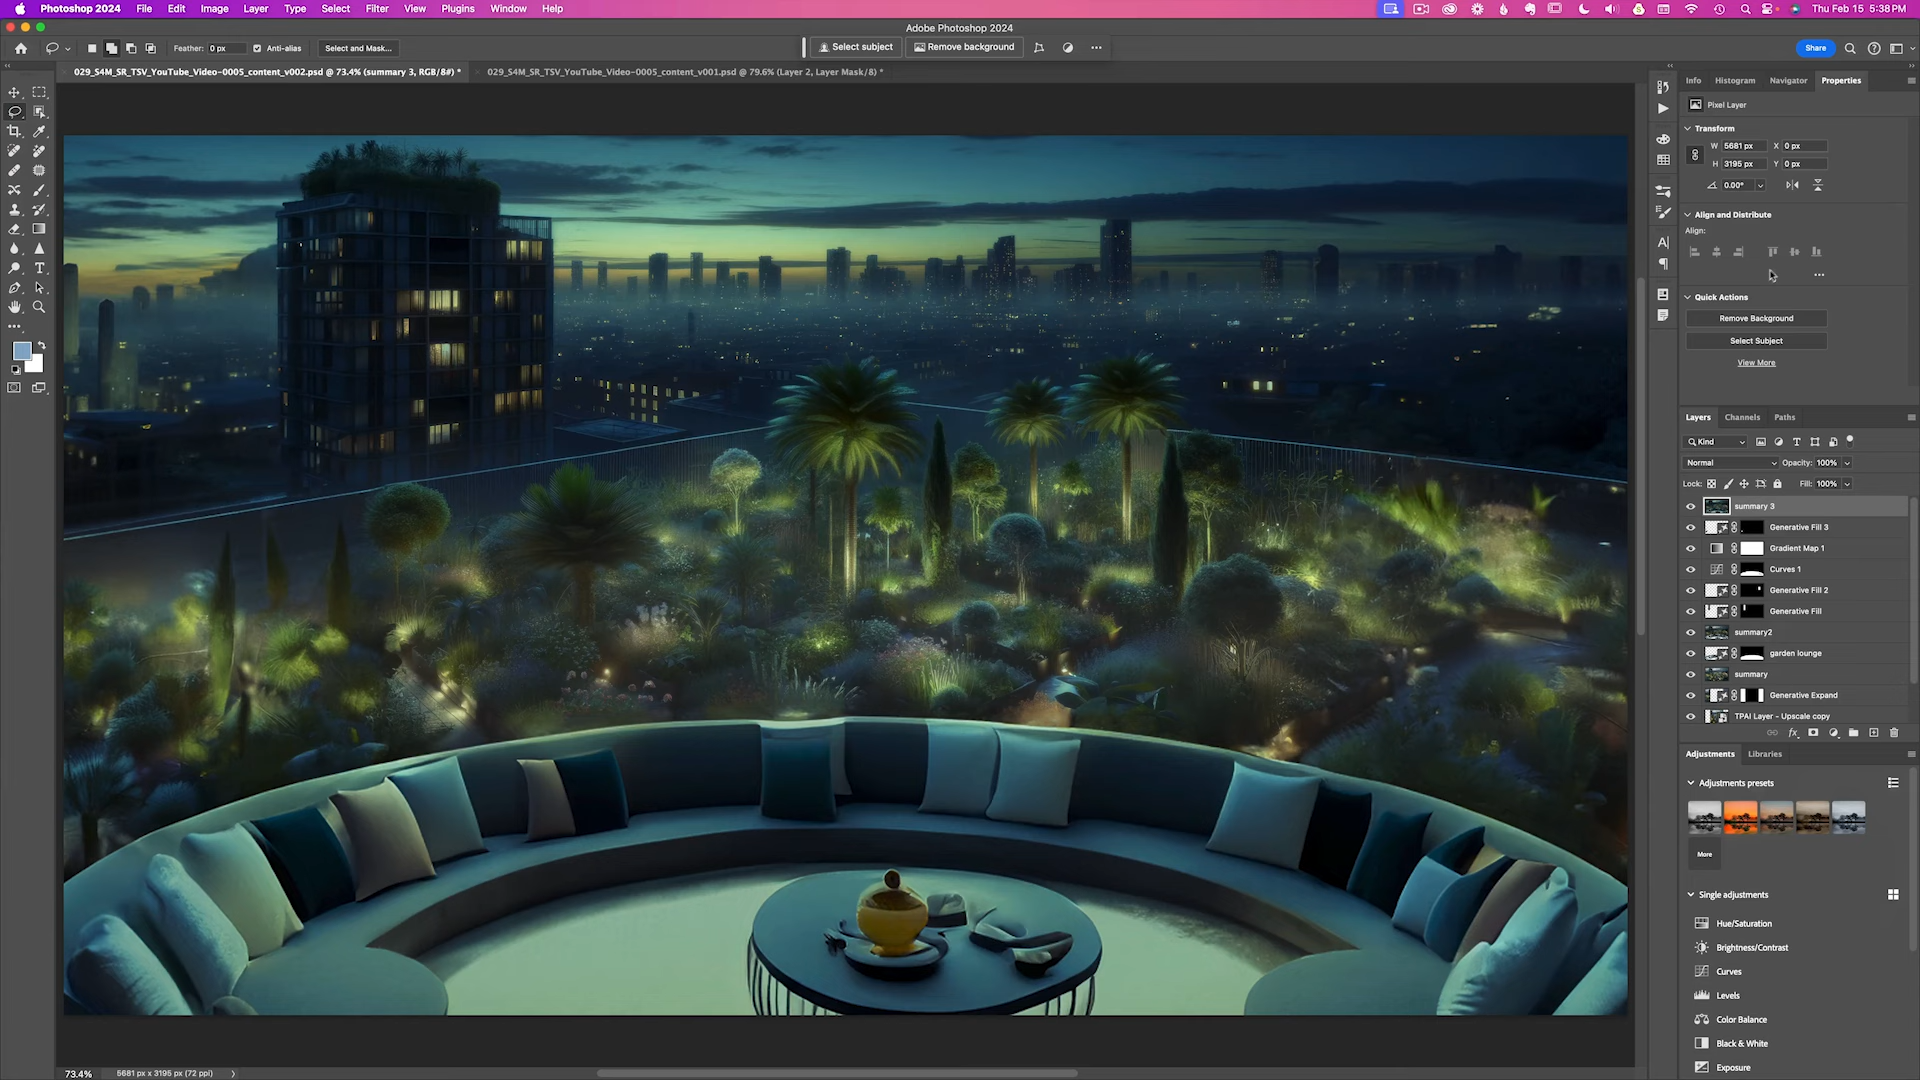 Photoshop 2024 File Edit Image Layer Type Select Filter View Plugins Window Help Thu Feb 15 5:38 PM
Adobe Photoshop 2024
Feather: 0 px Anti-alias Select and Mask... Select subject Remove background Share
029_S4M_SR_TSV_YouTube_Video-0005_content_v002.psd @ 73.4% (summary 3, RGB/8#) * 029_S4M_SR_TSV_YouTube_Video-0005_content_v001.psd @ 79.6% (Layer 2, Layer Mask/8) *
Info Histogram Navigator Properties
Pixel Layer
Transform
W 5681 px X 0 px
H 3195 px Y 0 px
0.00°
Align and Distribute
Align:
Quick Actions
Remove Background
Select Subject
View More
Layers Channels Paths
Kind
Normal Opacity: 100%
Lock: Fill: 100%
summary 3
Generative Fill 3
Gradient Map 1
Curves 1
Generative Fill 2
Generative Fill
summary2
garden lounge
summary
Generative Expand
TPAI Layer - Upscale copy
fx
Adjustments Libraries
Adjustments presets
More
Single adjustments
Hue/Saturation
Brightness/Contrast
Curves
Levels
Color Balance
Black & White
Exposure
73.4% 5681 px x 3195 px (72 ppi)